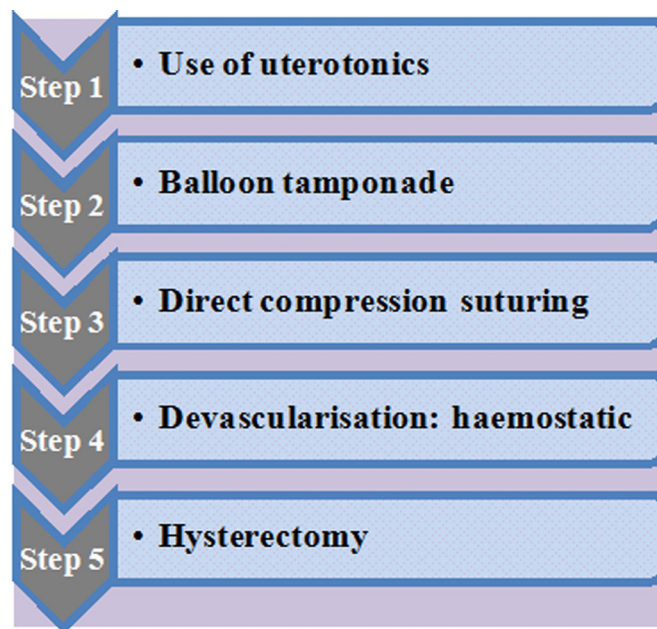 Step 1
• Use of uterotonics
Step 2
• Balloon tamponade
Step 3
• Direct compression suturing
Step 4
• Devascularisation: haemostatic
Step 5
• Hysterectomy